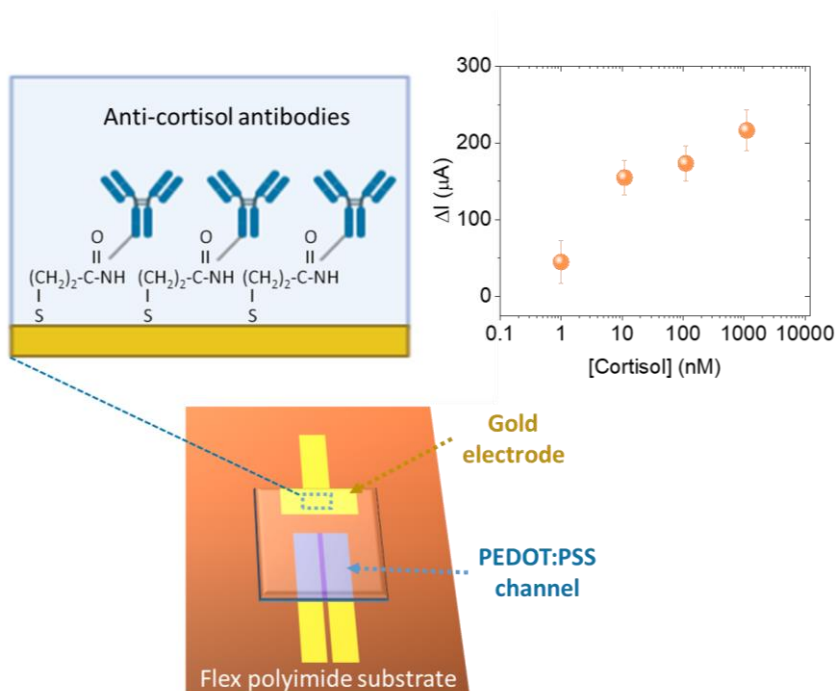 Anti-cortisol antibodies
O O O
(CH₂)₂-C-NH (CH₂)₂-C-NH (CH₂)₂-C-NH
S S S
300
200
100
0
ΔI (μA)
0.1 1 10 100 1000 10000
[Cortisol] (nM)
Gold
electrode
PEDOT:PSS
channel
Flex polyimide substrate